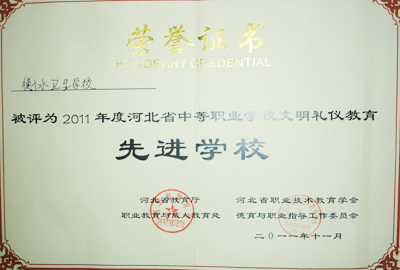 荣誉证书
HONORARY CREDENTIAL
衡水卫生学校
被评为2011年度河北省中等职业学校文明礼仪教育
先进学校
河北省教育厅 河北省职业技术教育学会
职业教育与成人教育处 德育与职业指导工作委员会
二〇一一年十一月